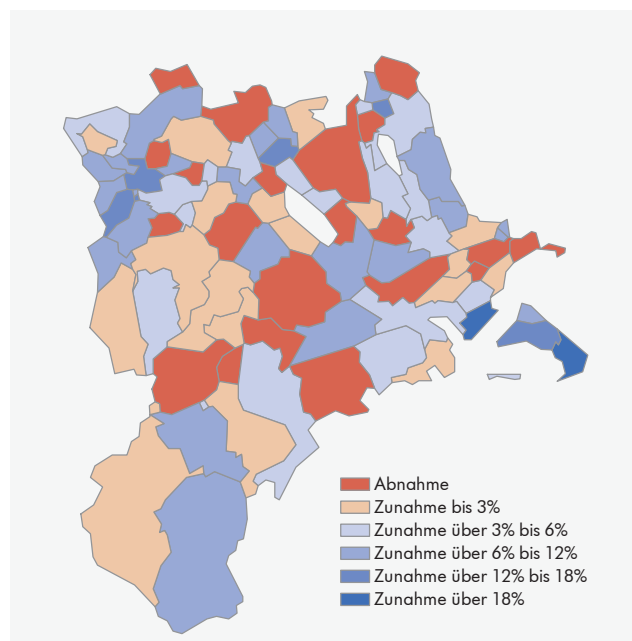 Abnahme
Zunahme bis 3%
Zunahme über 3% bis 6%
Zunahme über 6% bis 12%
Zunahme über 12% bis 18%
Zunahme über 18%